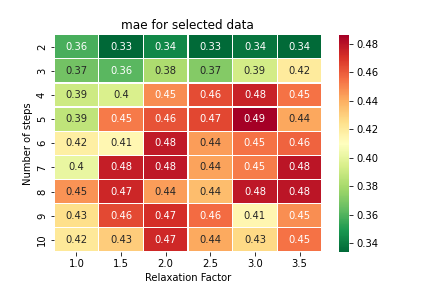 mae for selected data
2 0.36 0.33 0.34 0.33 0.34 0.34
3 0.37 0.36 0.38 0.37 0.39 0.42
4 0.39 0.4 0.45 0.46 0.48 0.45
5 0.39 0.45 0.46 0.47 0.49 0.44
6 0.42 0.41 0.48 0.44 0.45 0.46
7 0.4 0.48 0.48 0.44 0.45 0.48
8 0.45 0.47 0.44 0.44 0.48 0.48
9 0.43 0.46 0.47 0.46 0.41 0.45
10 0.42 0.43 0.47 0.44 0.43 0.45
1.0 1.5 2.0 2.5 3.0 3.5
Relaxation Factor
Number of steps
0.48
0.46
0.44
0.42
0.40
0.38
0.36
0.34